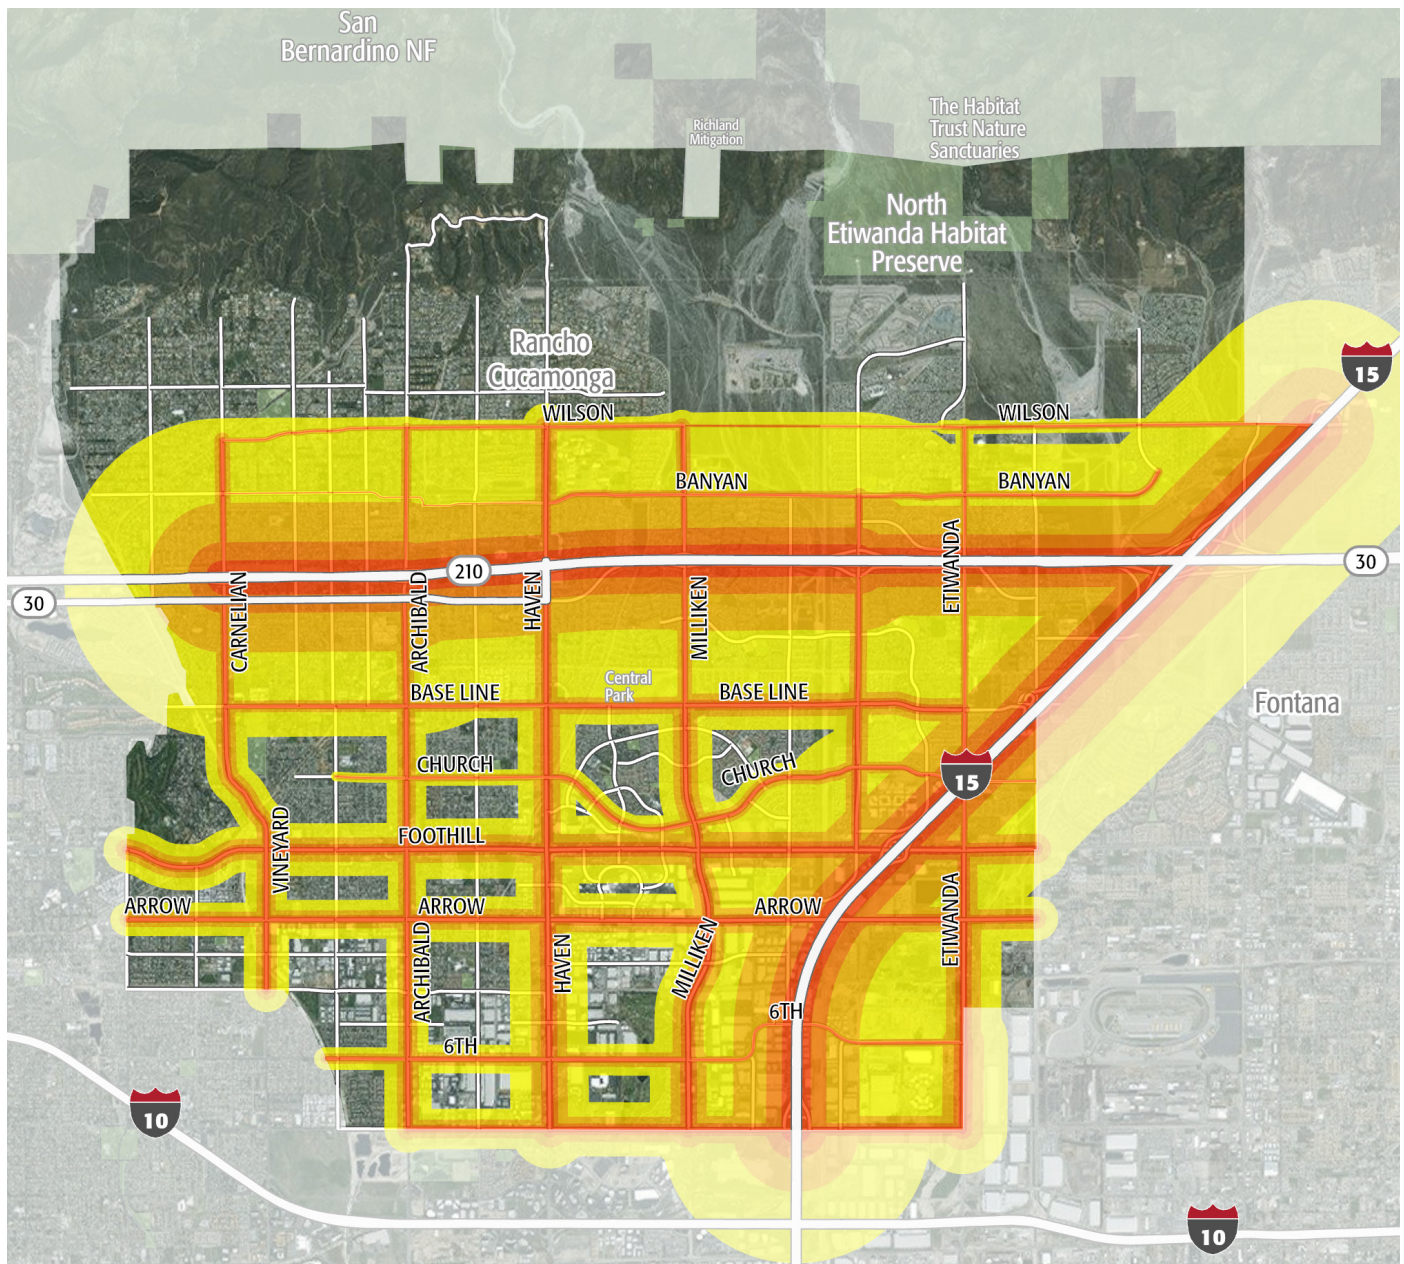 San
Bernardino NF
The Habitat
Trust Nature
Sanctuaries
Richland
Mitigation
North
Etiwanda Habitat
Preserve
Rancho
Cucamonga
15
WILSON
WILSON
BANYAN
BANYAN
ETIWANDA
210
30
30
CARNELIAN
ARCHIBALD
HAVEN
MILLIKEN
Central
Park
BASE LINE
BASE LINE
Fontana
CHURCH
CHURCH
15
VINEYARD
FOOTHILL
ARROW
ARROW
ARROW
ETIWANDA
ARCHIBALD
HAVEN
MILLIKEN
6TH
6TH
10
10